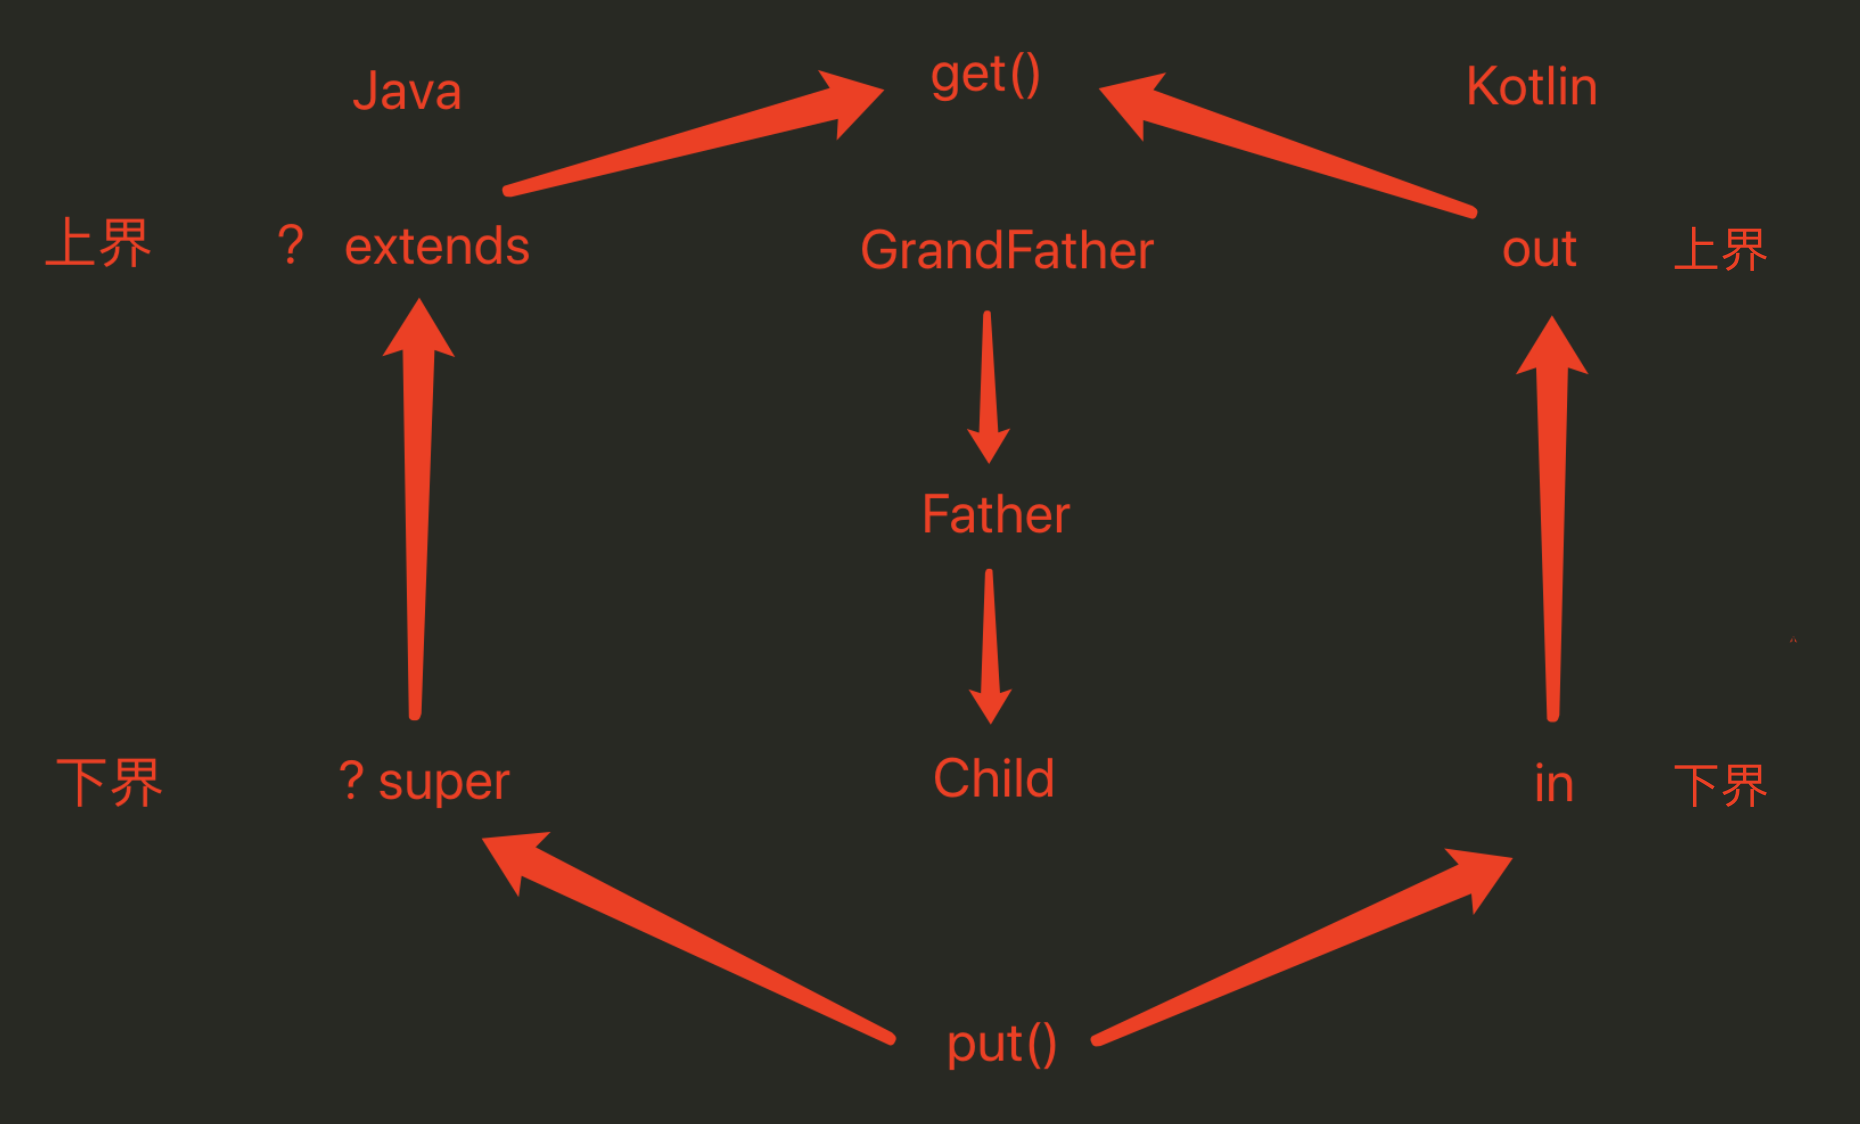 Java get() Kotlin
上界 ? extends GrandFather out 上界
Father
下界 ? super Child in 下界
put()